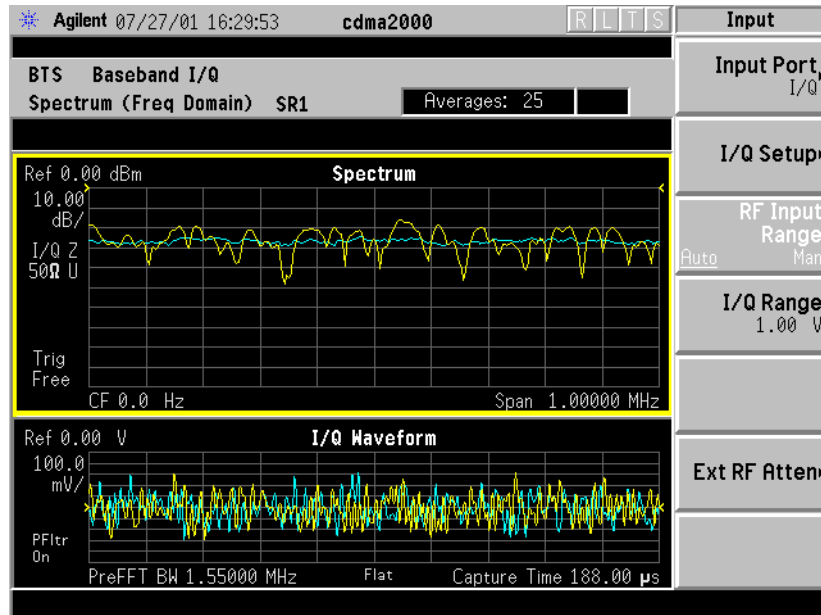 Agilent 07/27/01 16:29:53 cdma2000 R L T S Input
BTS Baseband I/Q
Spectrum (Freq Domain) SR1 Averages: 25
Input Port
I/Q
I/Q Setup
RF Input
Range
Auto Man
I/Q Range
1.00 V
Ext RF Atten
Ref 0.00 dBm Spectrum
10.00
dB/
I/Q Z
50Ω U
Trig
Free
CF 0.0 Hz Span 1.00000 MHz
Ref 0.00 V I/Q Waveform
100.0
mV/
PFltr
On
PreFFT BW 1.55000 MHz Flat Capture Time 188.00 µs